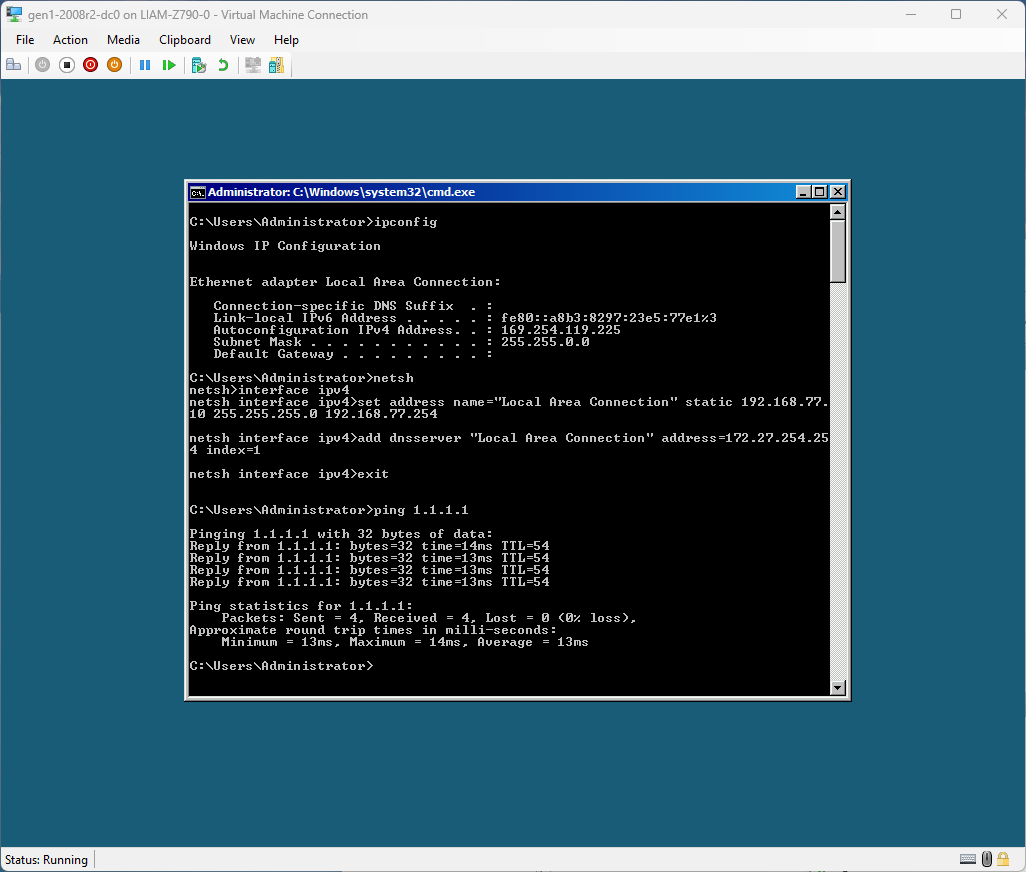 gen1-2008r2-dc0 on LIAM-Z790-0 - Virtual Machine Connection
File Action Media Clipboard View Help
Administrator: C:\Windows\system32\cmd.exe
C:\Users\Administrator>ipconfig
Windows IP Configuration
Ethernet adapter Local Area Connection:
Connection-specific DNS Suffix . :
Link-local IPv6 Address . . . . . : fe80::a8b3:8297:23e5:77e1%3
Autoconfiguration IPv4 Address. . : 169.254.119.225
Subnet Mask . . . . . . . . . . . : 255.255.0.0
Default Gateway . . . . . . . . . :
C:\Users\Administrator>netsh
netsh>interface ipv4
netsh interface ipv4>set address name="Local Area Connection" static 192.168.77.
10 255.255.255.0 192.168.77.254
netsh interface ipv4>add dnsserver "Local Area Connection" address=172.27.254.25
4 index=1
netsh interface ipv4>exit
C:\Users\Administrator>ping 1.1.1.1
Pinging 1.1.1.1 with 32 bytes of data:
Reply from 1.1.1.1: bytes=32 time=14ms TTL=54
Reply from 1.1.1.1: bytes=32 time=13ms TTL=54
Reply from 1.1.1.1: bytes=32 time=13ms TTL=54
Reply from 1.1.1.1: bytes=32 time=13ms TTL=54
Ping statistics for 1.1.1.1:
Packets: Sent = 4, Received = 4, Lost = 0 (0% loss),
Approximate round trip times in milli-seconds:
Minimum = 13ms, Maximum = 14ms, Average = 13ms
C:\Users\Administrator>
Status: Running